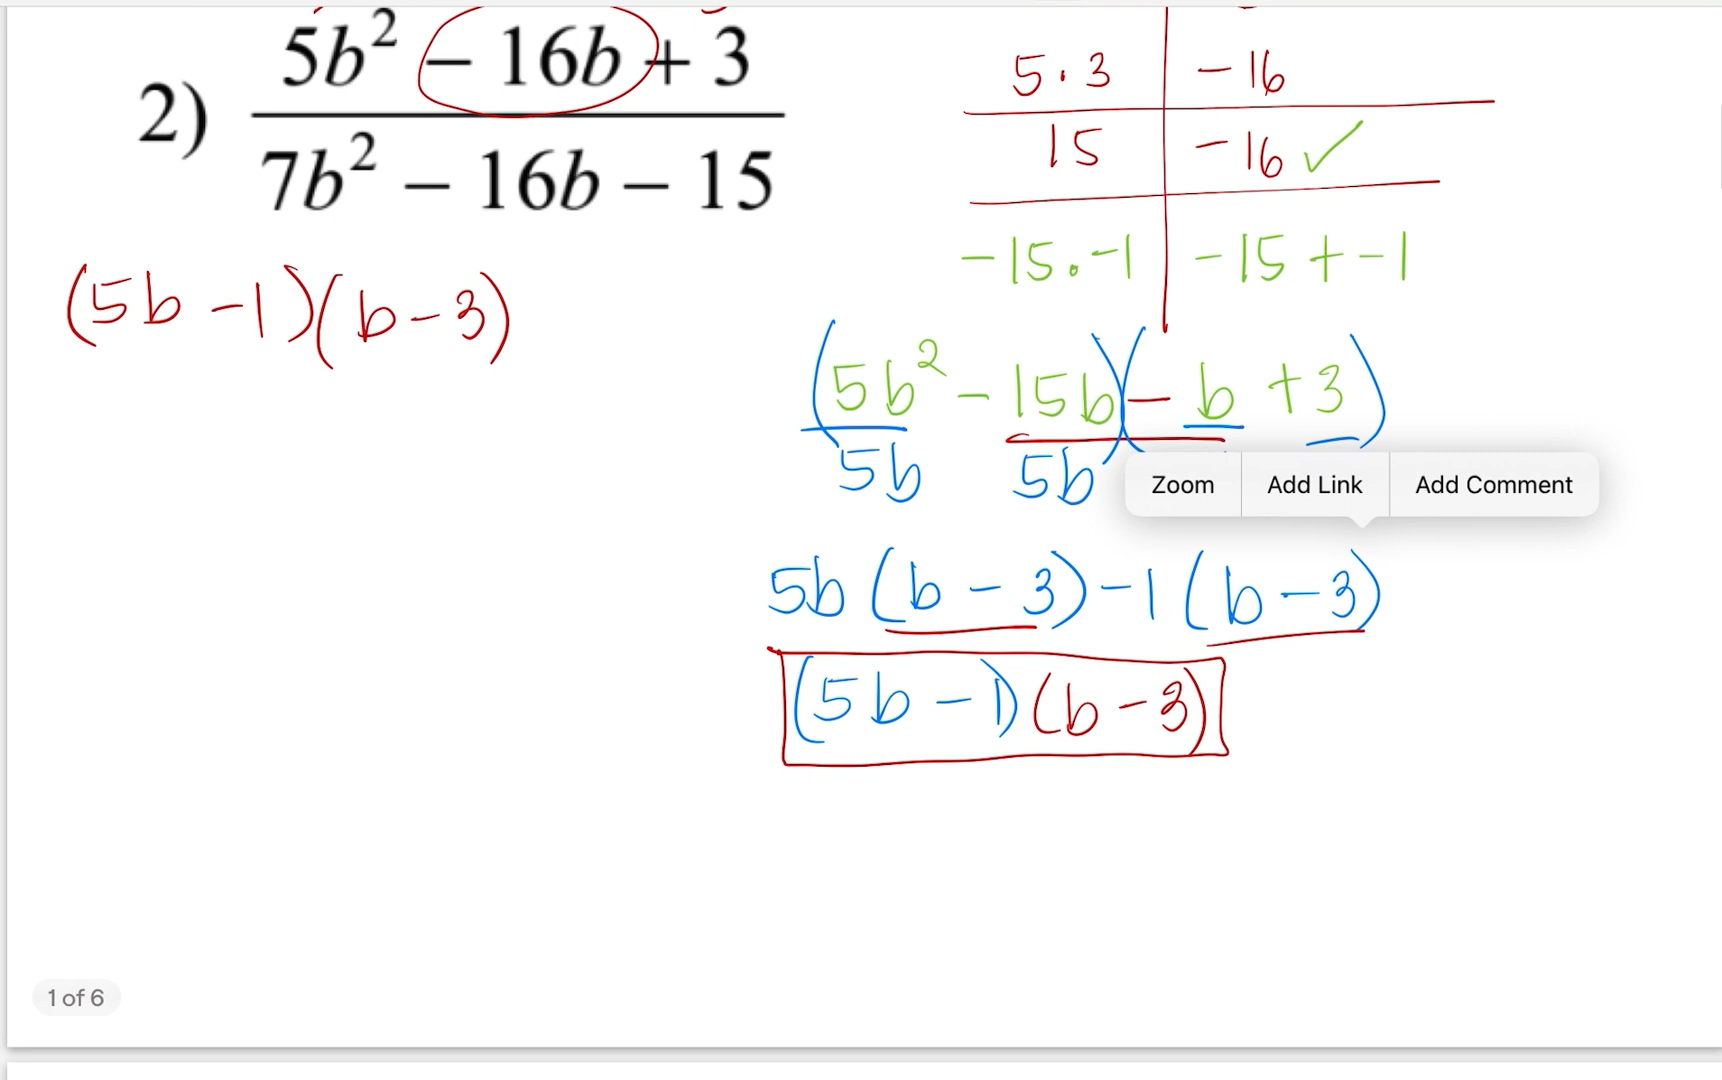 2) 5b² – 16b + 3
7b² – 16b – 15
(5b - 1)(b - 3)
5 · 3 | - 16
15 | - 16 ✓
- 15 · - 1 | - 15 + - 1
(5b² - 15b)(- b + 3)
5b 5b
Zoom Add Link Add Comment
5b (b - 3) - 1 (b - 3)
(5b - 1)(b - 3)
1 of 6